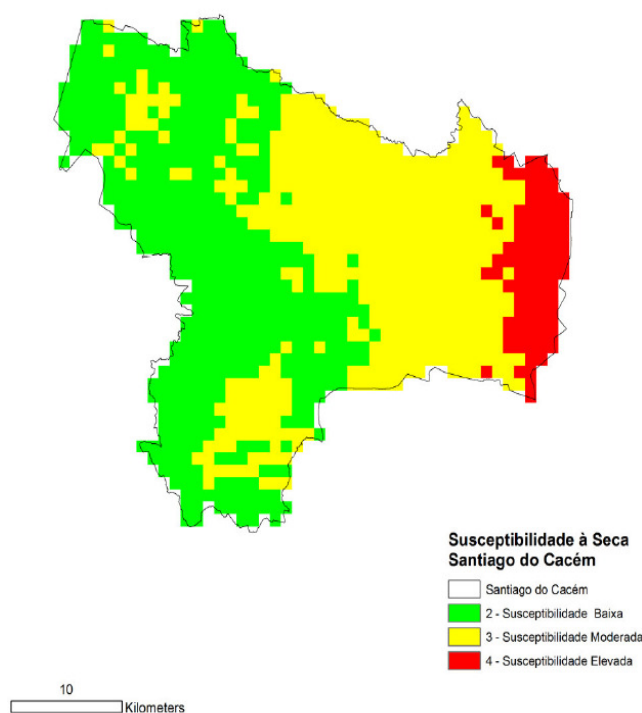 Susceptibilidade à Seca
Santiago do Cacém
Santiago do Cacém
2 - Susceptibilidade Baixa
3 - Susceptibilidade Moderada
4 - Susceptibilidade Elevada
10
Kilometers